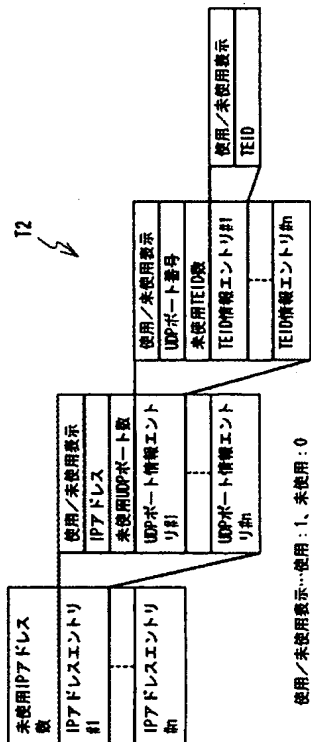 T2
未使用IPアドレス
数
IPアドレスエントリ
#1
IPアドレスエントリ
#n
使用/未使用表示
IPアドレス
未使用UDPポート数
UDPポート情報エント
リ#1
UDPポート情報エント
リ#n
使用/未使用表示
UDPポート番号
未使用TEID数
TEID情報エントリ#1
TEID情報エントリ#n
使用/未使用表示
TEID
使用/未使用表示…使用:1、未使用:0